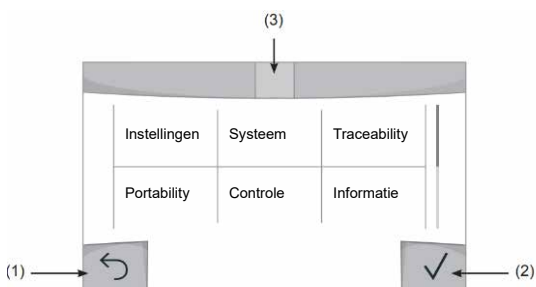 (3)
Instellingen Systeem Traceability
Portability Controle Informatie
(1) (2)